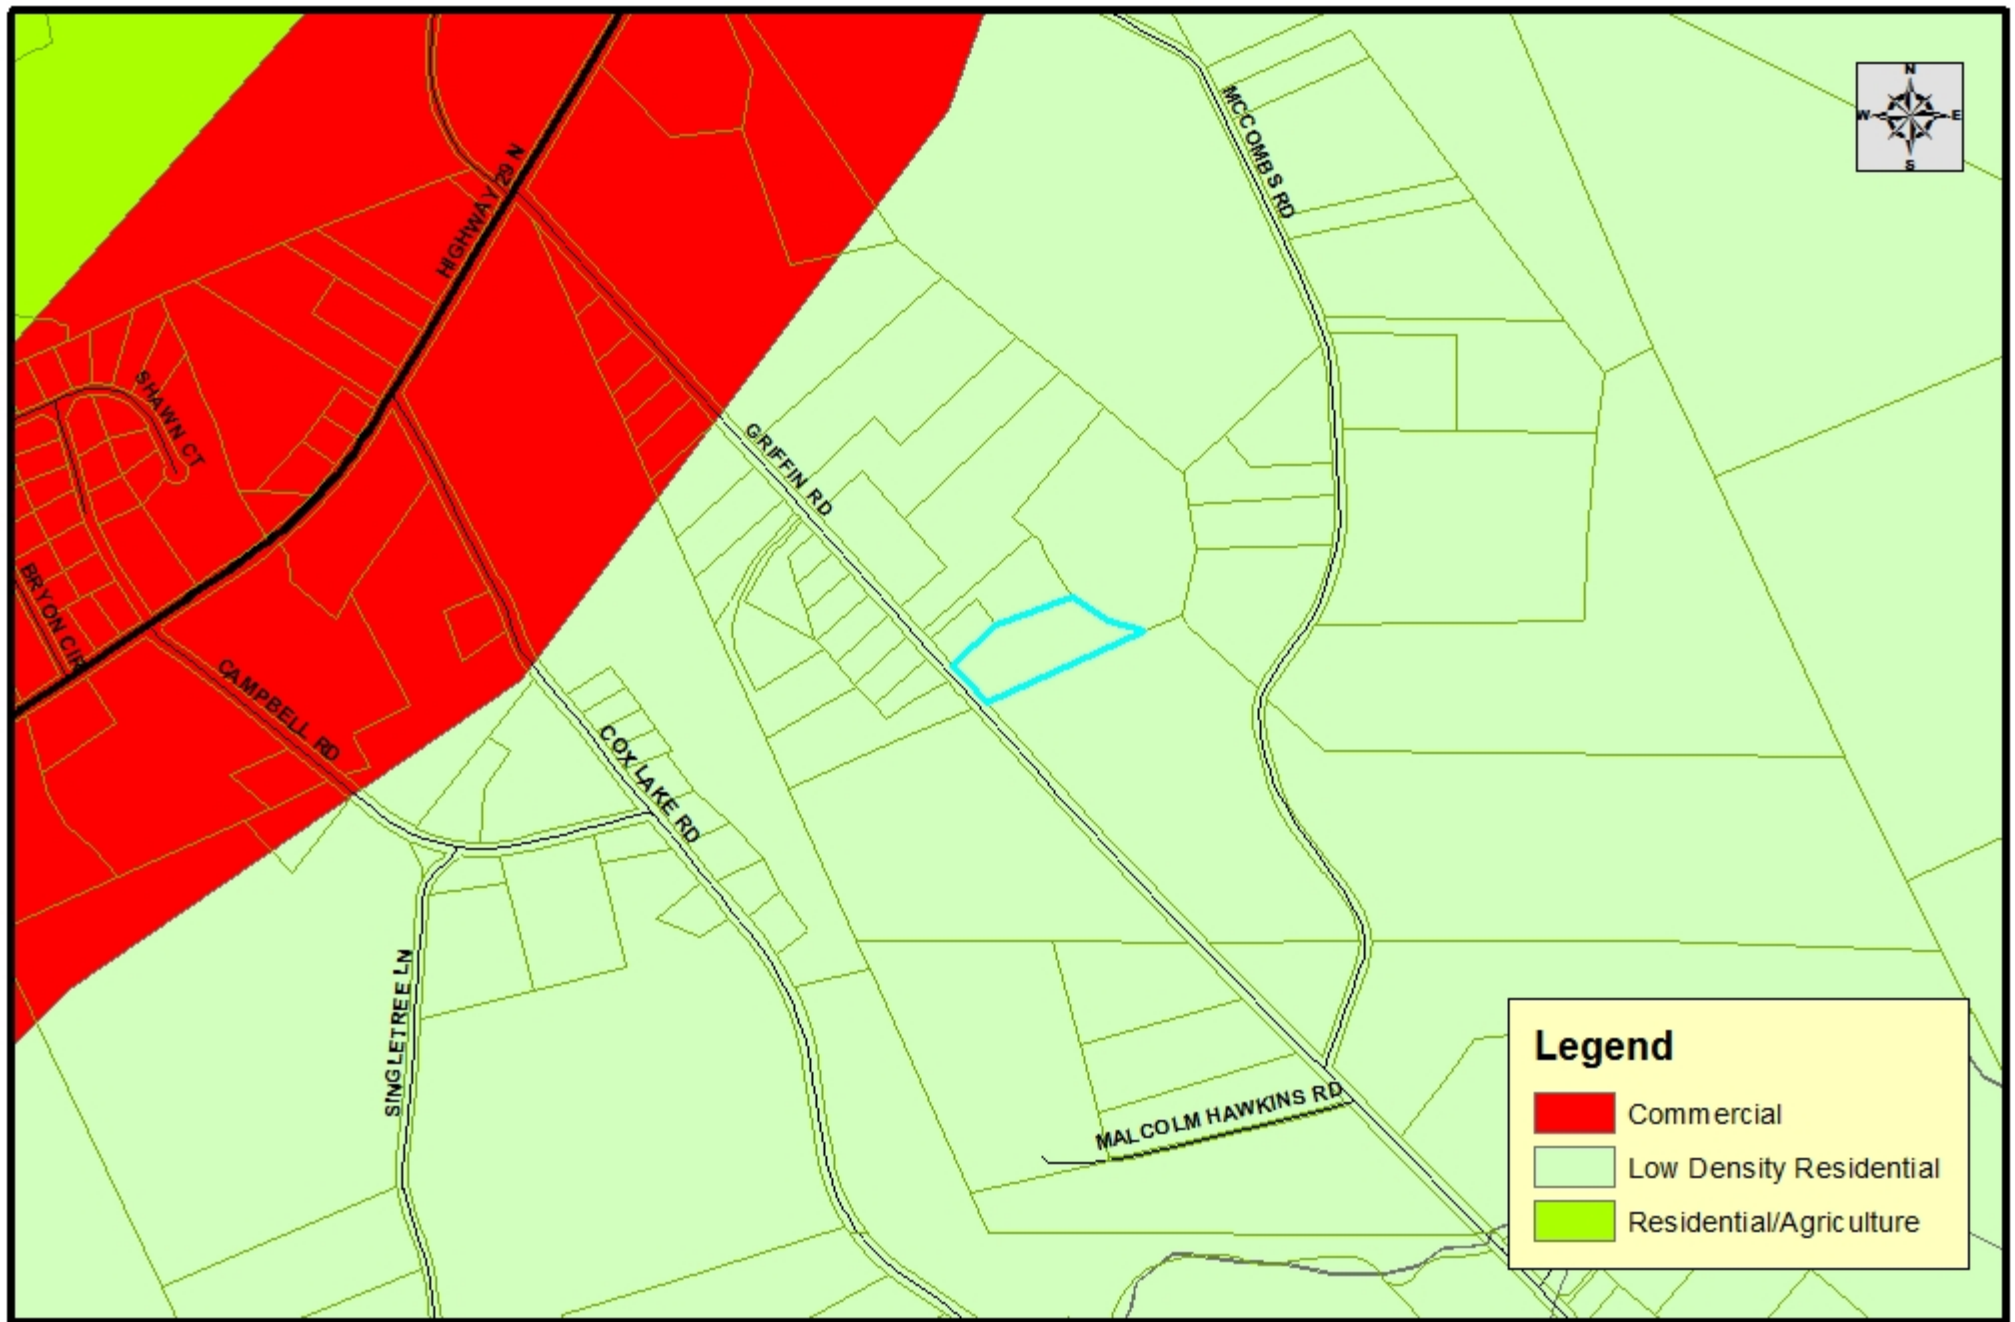 N
W
E
S
MCCOMBS RD
HIGHWAY 29 N
SHAWN CT
GRIFFIN RD
BRYON CIR
CAMPBELL RD
COX LAKE RD
SINGLETREE LN
MALCOLM HAWKINS RD
Legend
Commercial
Low Density Residential
Residential/Agriculture